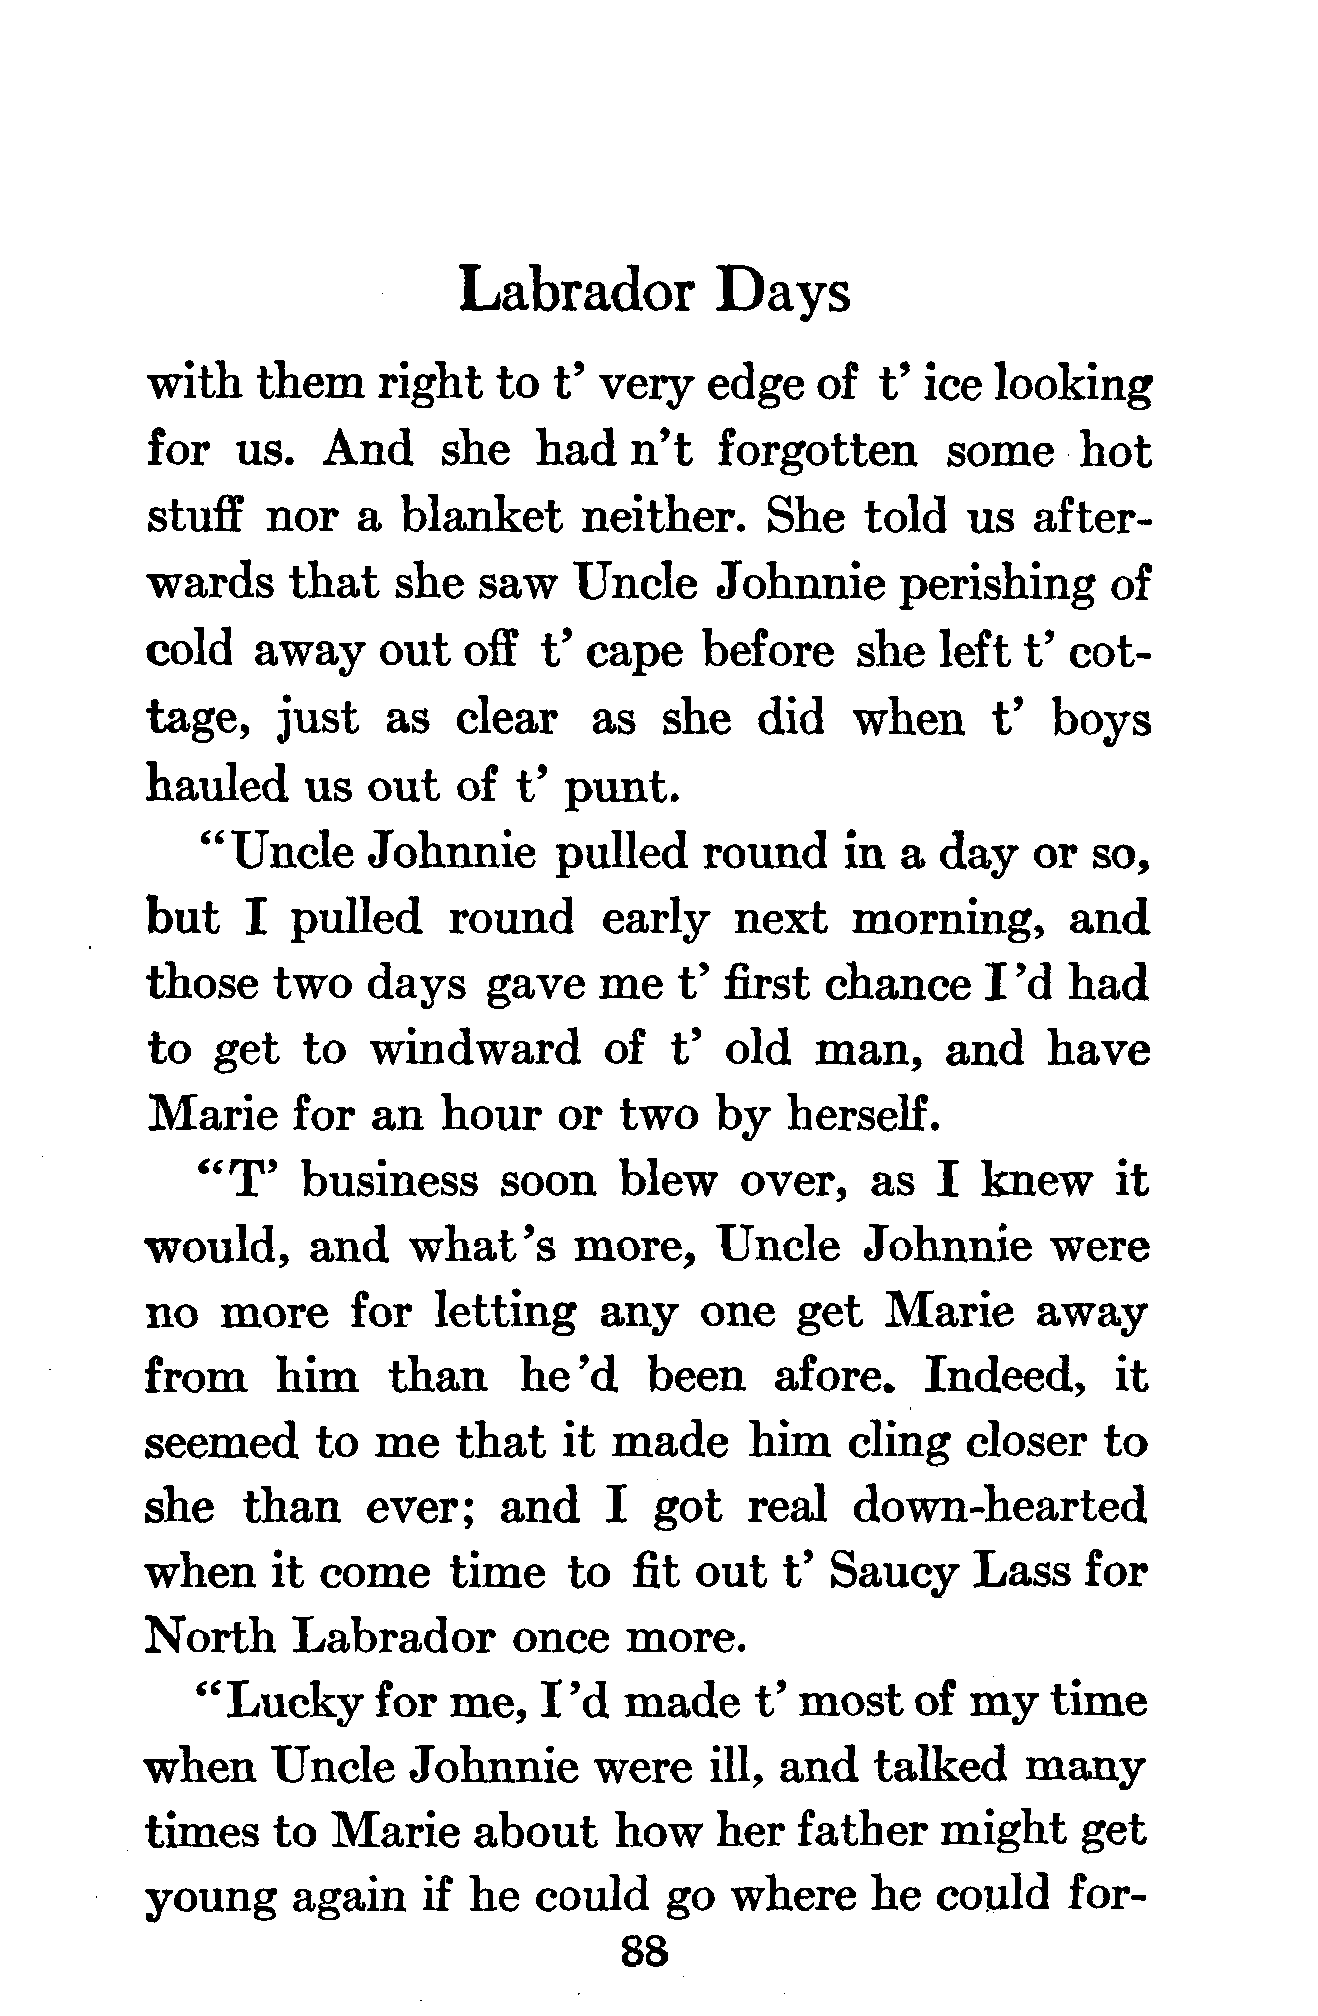 Labrador Days
with them right to t' very edge of t' ice looking
for us. And she had n't forgotten some hot
stuff nor a blanket neither. She told us after-
wards that she saw Uncle Johnnie perishing of
cold away out off t' cape before she left t' cot-
tage, just as clear as she did when t' boys
hauled us out of t' punt.
"Uncle Johnnie pulled round in a day or so,
but I pulled round early next morning, and
those two days gave me t' first chance I 'd had
to get to windward of t' old man, and have
Marie for an hour or two by herself.
"T' business soon blew over, as I knew it
would, and what 's more, Uncle Johnnie were
no more for letting any one get Marie away
from him than he 'd been afore. Indeed, it
seemed to me that it made him cling closer to
she than ever; and I got real down-hearted
when it come time to fit out t' Saucy Lass for
North Labrador once more.
"Lucky for me, I 'd made t' most of my time
when Uncle Johnnie were ill, and talked many
times to Marie about how her father might get
young again if he could go where he could for-
88